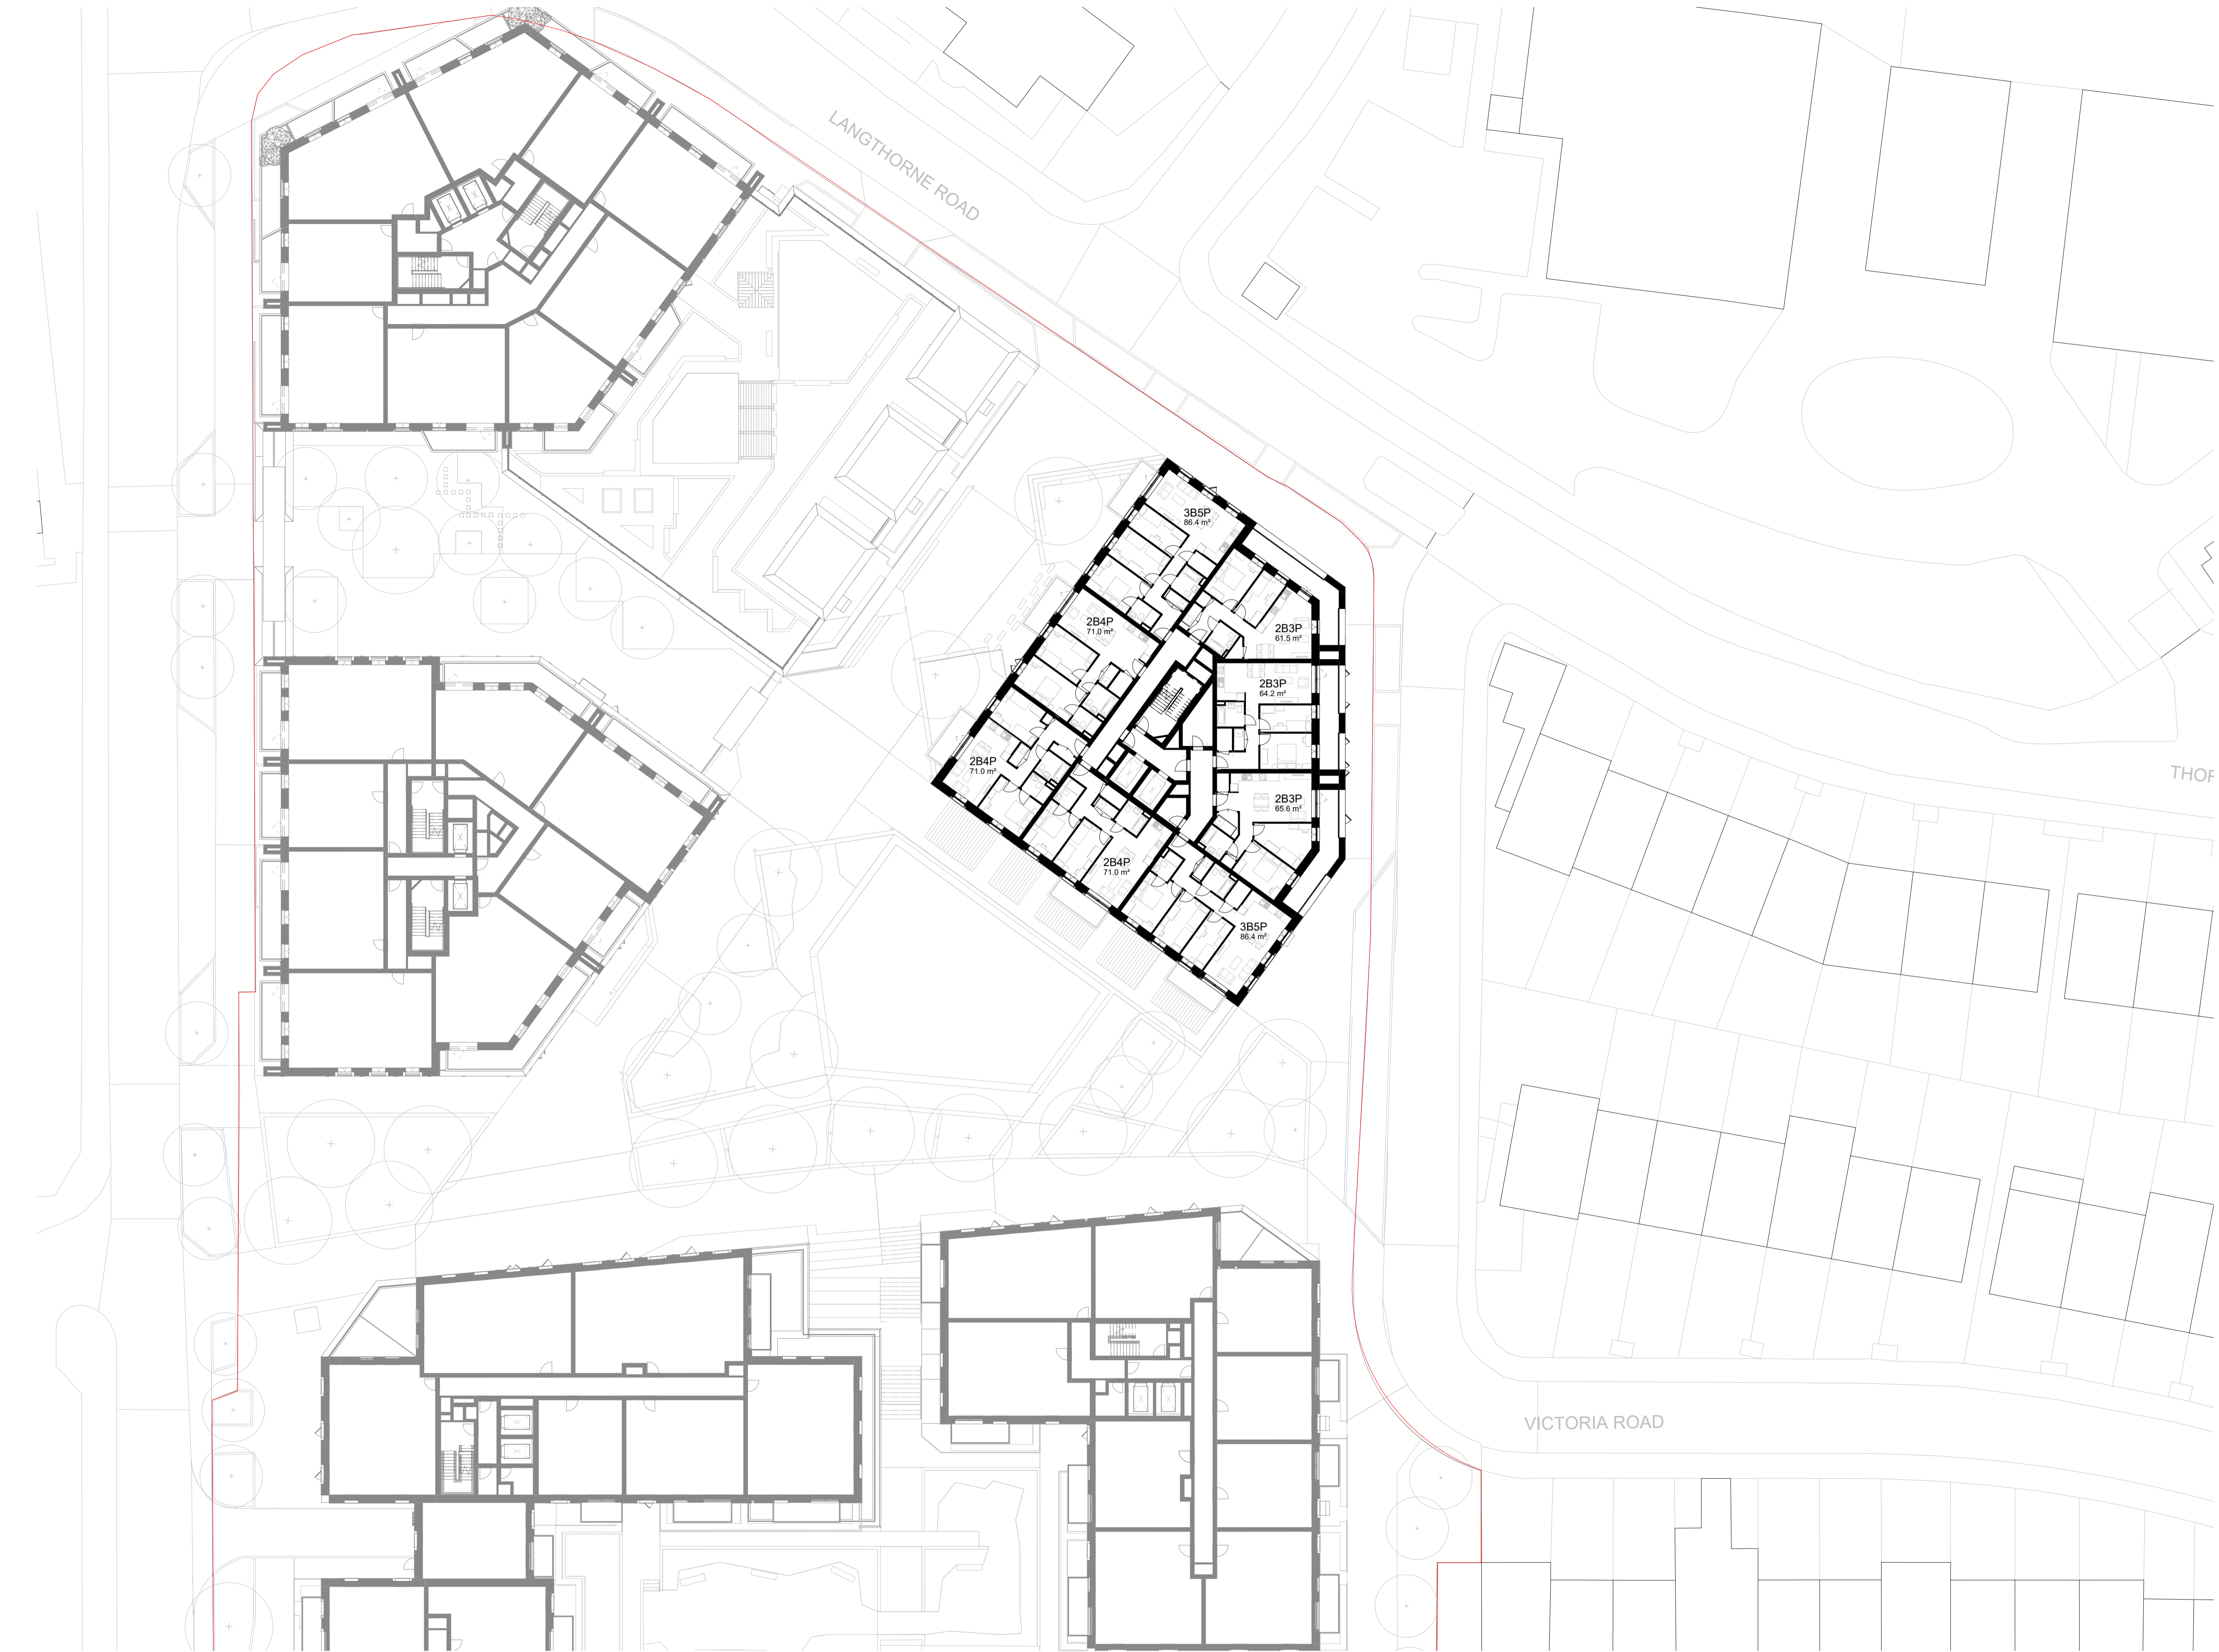 LANGTHORNE ROAD
3B5P
86.4 m²
2B4P
71.0 m²
2B3P
61.5 m²
2B3P
64.2 m²
2B4P
71.0 m²
2B3P
65.6 m²
2B4P
71.0 m²
3B5P
86.4 m²
THOR
VICTORIA ROAD